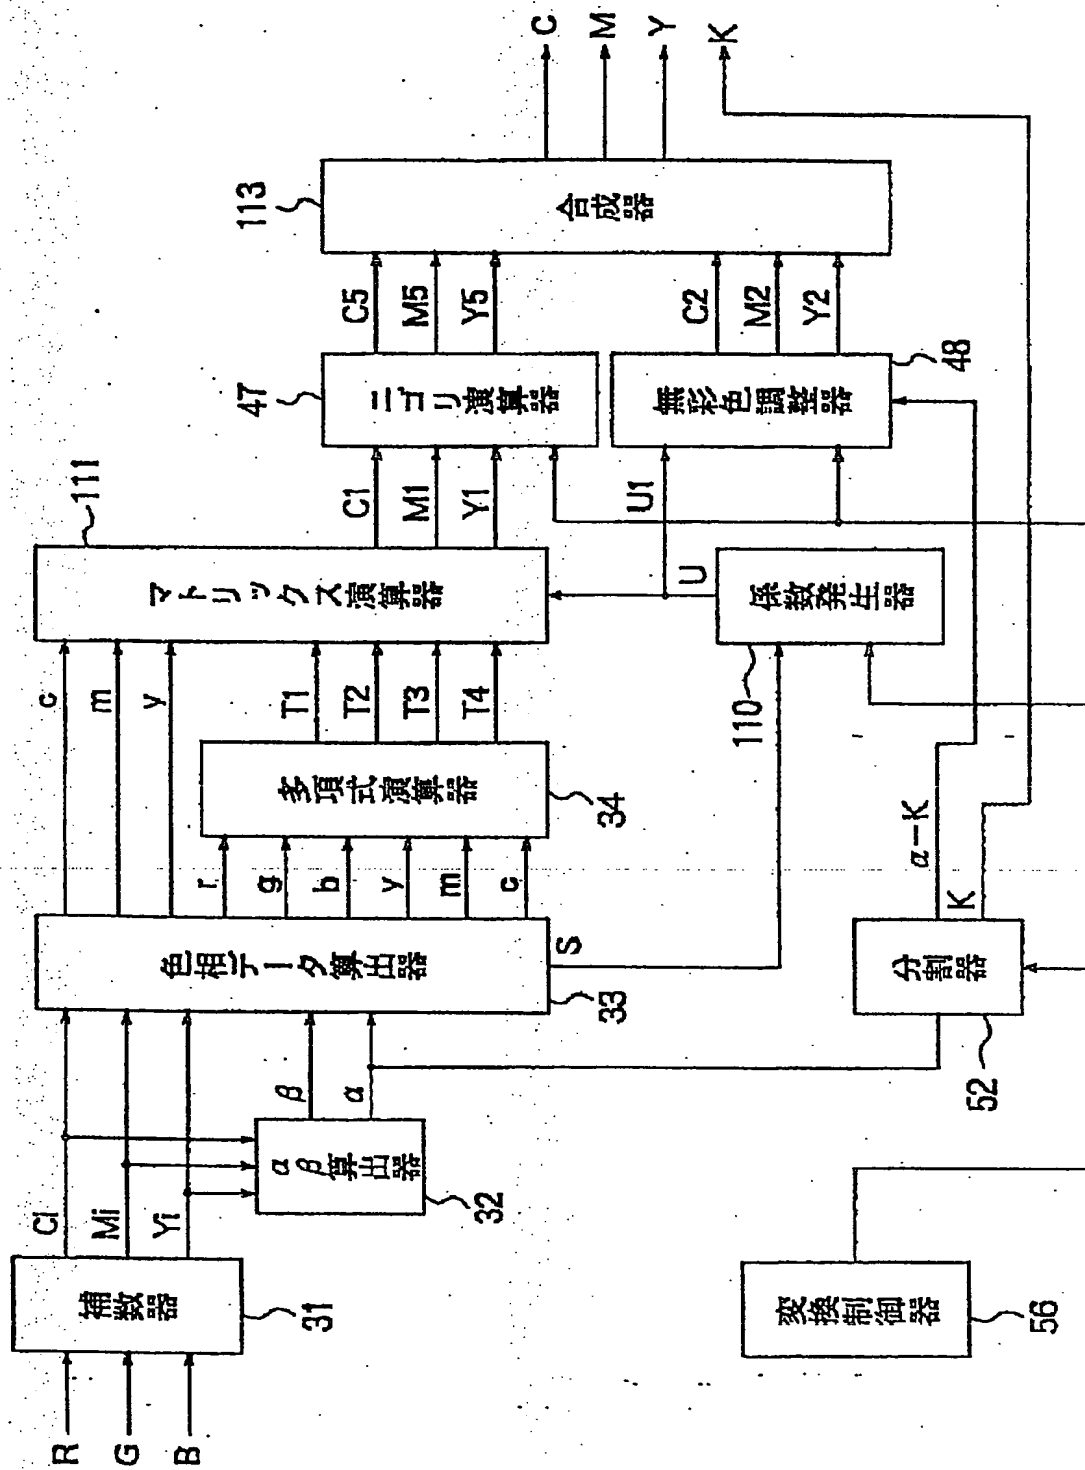 R
G
B
補数器
31
Ci
Mi
Yi
αβ算出器
32
β
α
色相データ算出器
33
S
c
m
y
r
g
b
y
m
c
多項式演算器
34
T1
T2
T3
T4
マトリックス演算器
111
係数発生器
110
U
U1
C1
M1
Y1
ニゴリ演算器
47
無彩色調整器
48
C5
M5
Y5
C2
M2
Y2
合成器
113
C
M
Y
K
分割器
52
α−K
K
変換制御器
56